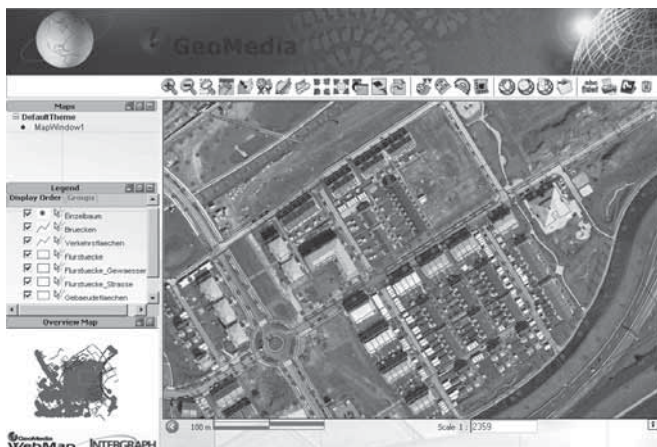 GeoMedia
Maps
DefaultTheme
MapWindow1
Legend
Display Order Groups
Einzelbaum
Bruecken
Verkehrsflaechen
Flurstuecke
Flurstuecke_Gewaesser
Flurstuecke_Strasse
Gebaeudeflaechen
Overview Map
100 m
Scale 1: 2359
GeoMedia
WebMap
INTERGRAPH